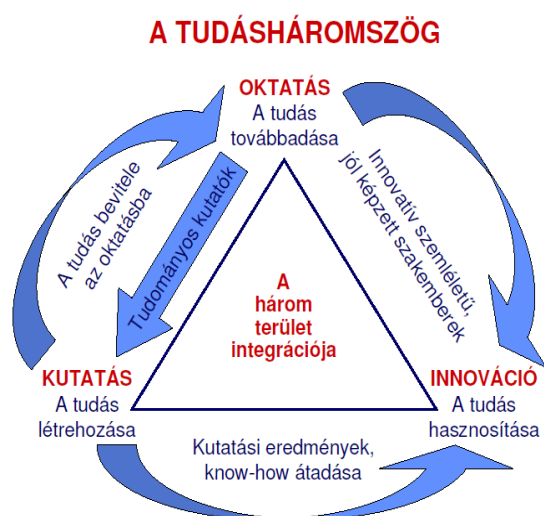 A TUDÁSHÁROMSZÖG
OKTATÁS
A tudás
továbbadása
A tudás bevitele
az oktatásba
Tudományos kutatók
Innovatív szemléletű,
jól képzett szakemberek
A
három
terület
integrációja
KUTATÁS
A tudás
létrehozása
INNOVÁCIÓ
A tudás
hasznosítása
Kutatási eredmények,
know-how átadása